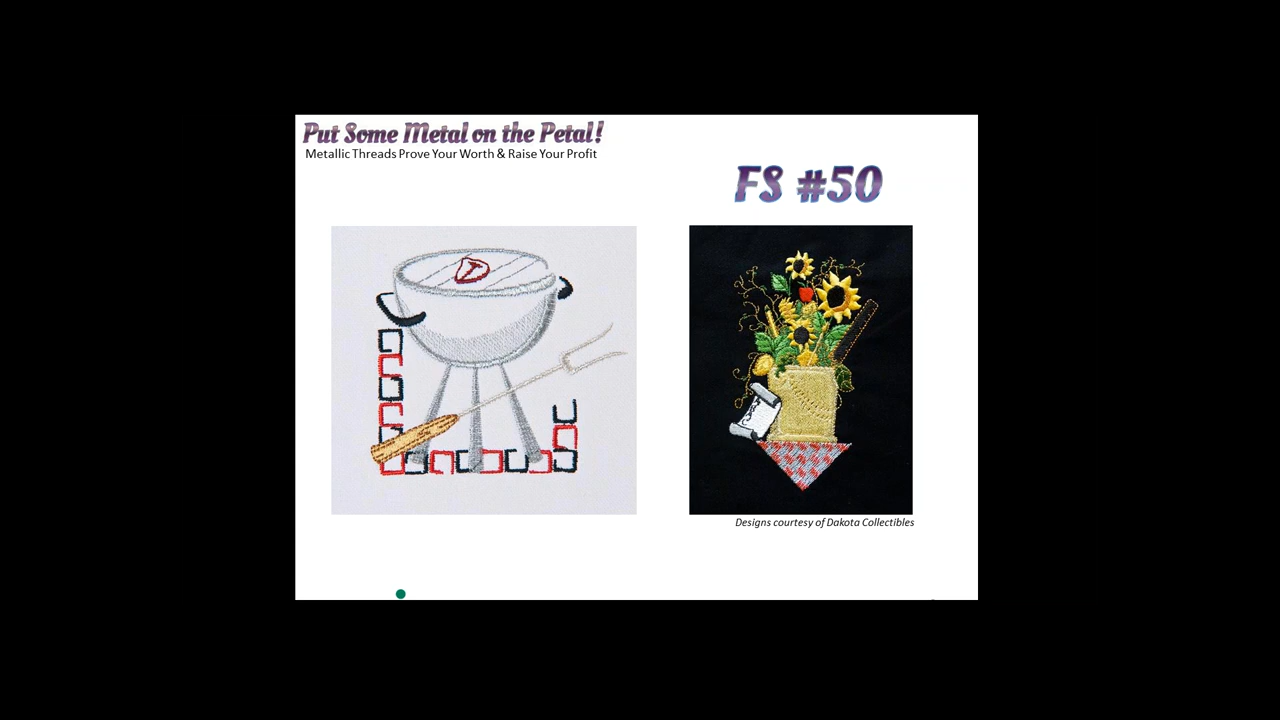 Put Some Metal on the Petal!
Metallic Threads Prove Your Worth & Raise Your Profit
FS #50
Designs courtesy of Dakota Collectibles